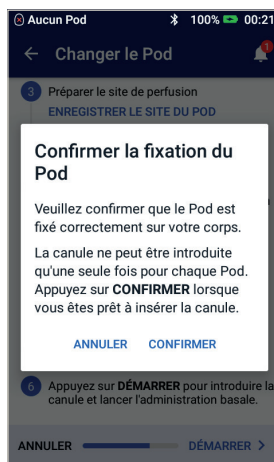 Aucun Pod 100% 00:21
Changer le Pod 1
3 Préparer le site de perfusion
ENREGISTRER LE SITE DU POD
Confirmer la fixation du
Pod
Veuillez confirmer que le Pod est
fixé correctement sur votre corps.
La canule ne peut être introduite
qu'une seule fois pour chaque Pod.
Appuyez sur CONFIRMER lorsque
vous êtes prêt à insérer la canule.
ANNULER CONFIRMER
6 Appuyez sur DÉMARRER pour introduire la
canule et lancer l'administration basale.
ANNULER DÉMARRER